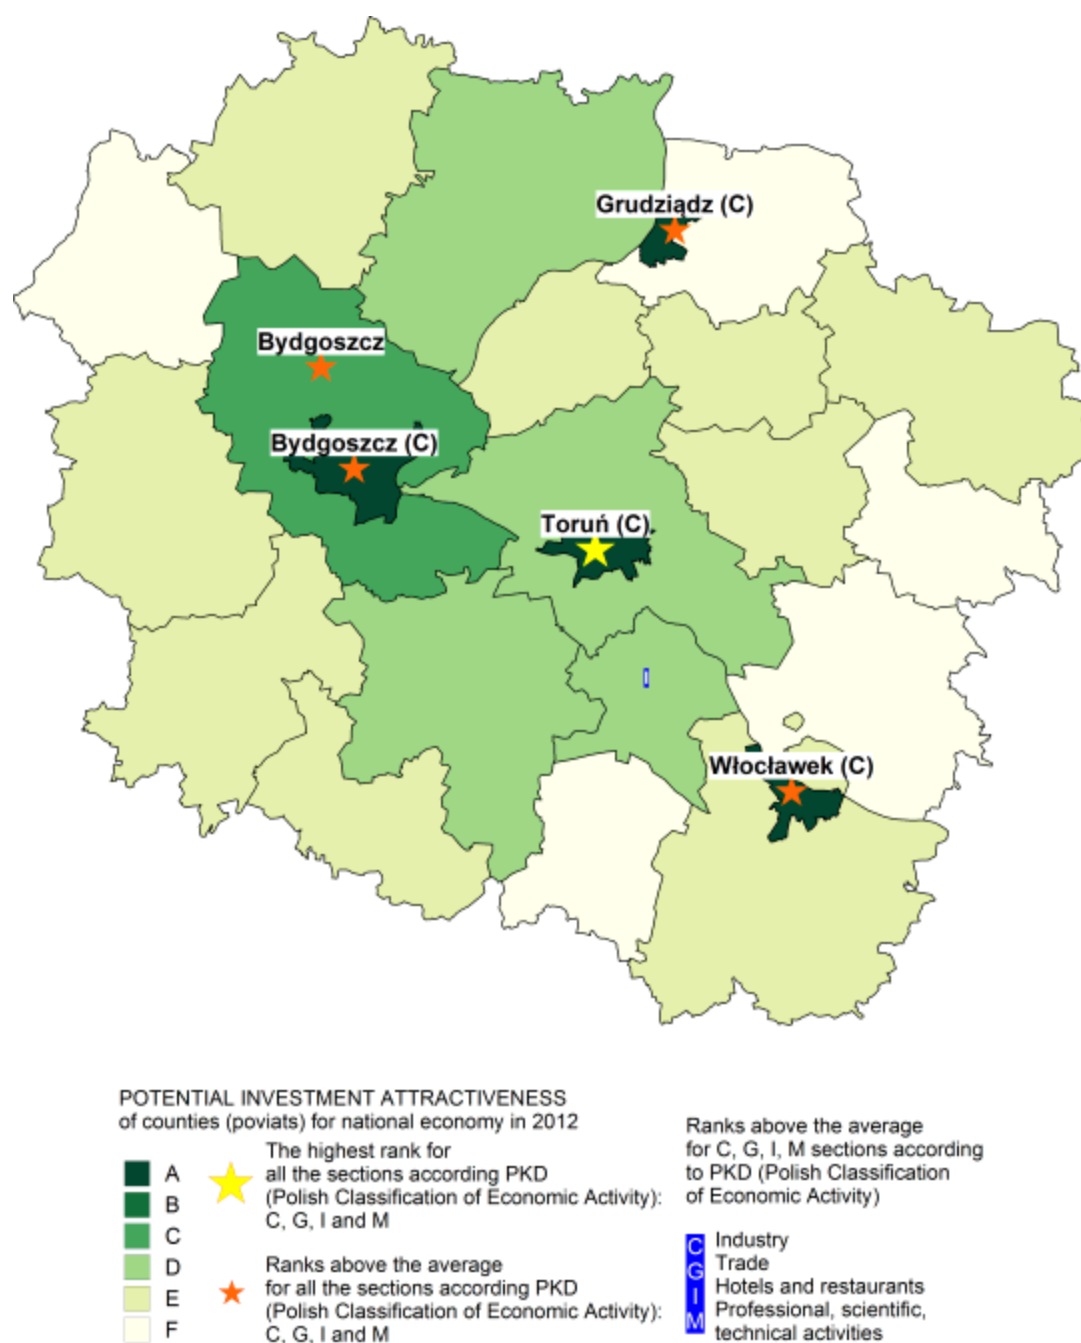 Grudziądz (C)
Bydgoszcz
Bydgoszcz (C)
Toruń (C)
I
Włocławek (C)
POTENTIAL INVESTMENT ATTRACTIVENESS
of counties (poviats) for national economy in 2012
A
B
C
D
E
F
The highest rank for
all the sections according PKD
(Polish Classification of Economic Activity):
C, G, I and M
Ranks above the average
for all the sections according PKD
(Polish Classification of Economic Activity):
C, G, I and M
Ranks above the average
for C, G, I, M sections according
to PKD (Polish Classification
of Economic Activity)
C Industry
G Trade
I Hotels and restaurants
M Professional, scientific,
technical activities